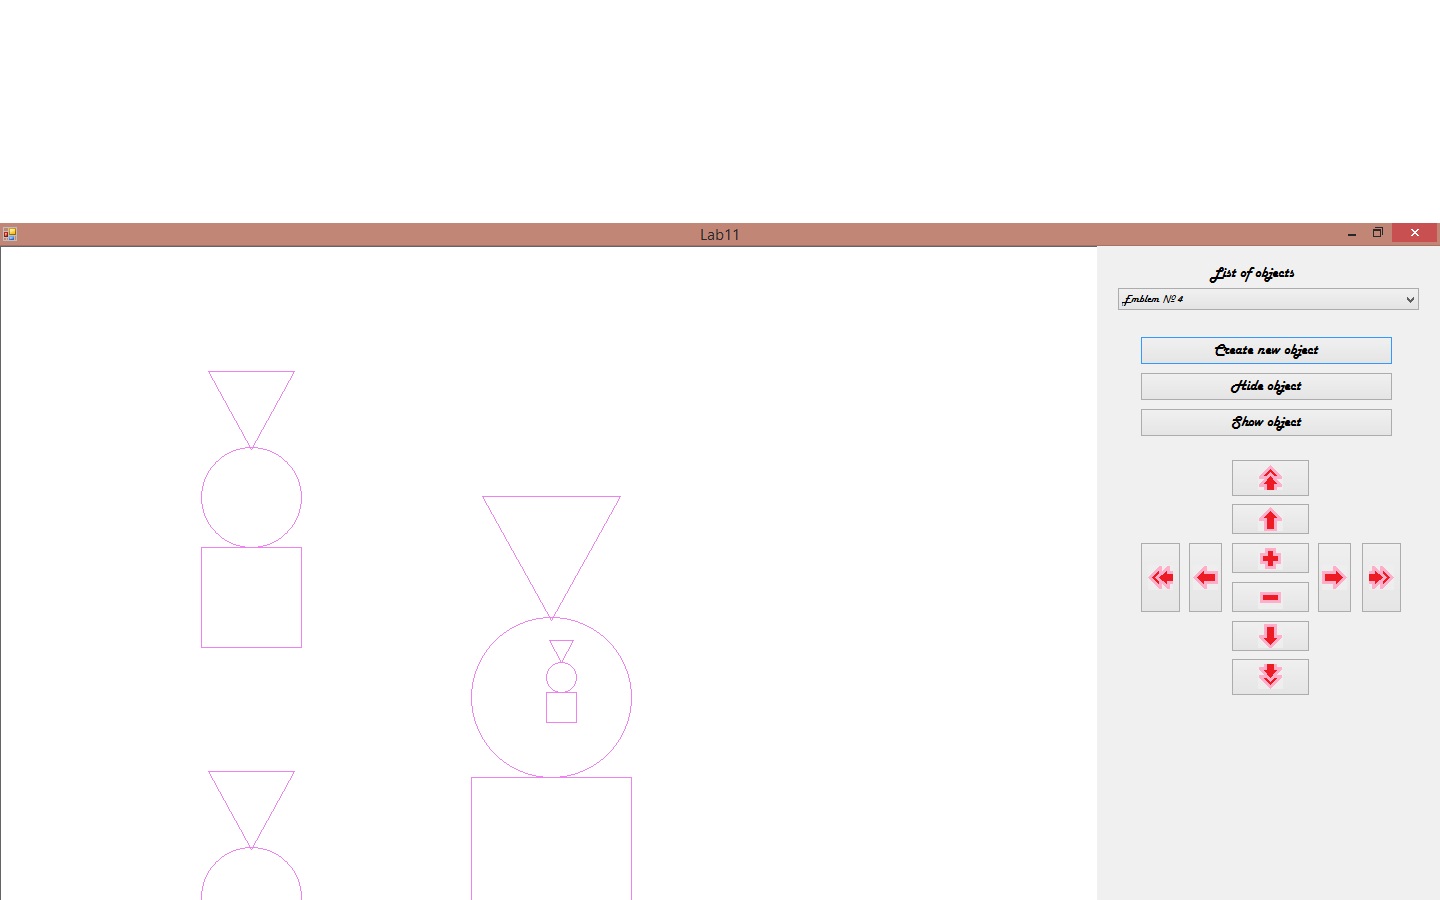 Lab11
List of objects
Emblem № 4
Create new object
Hide object
Show object